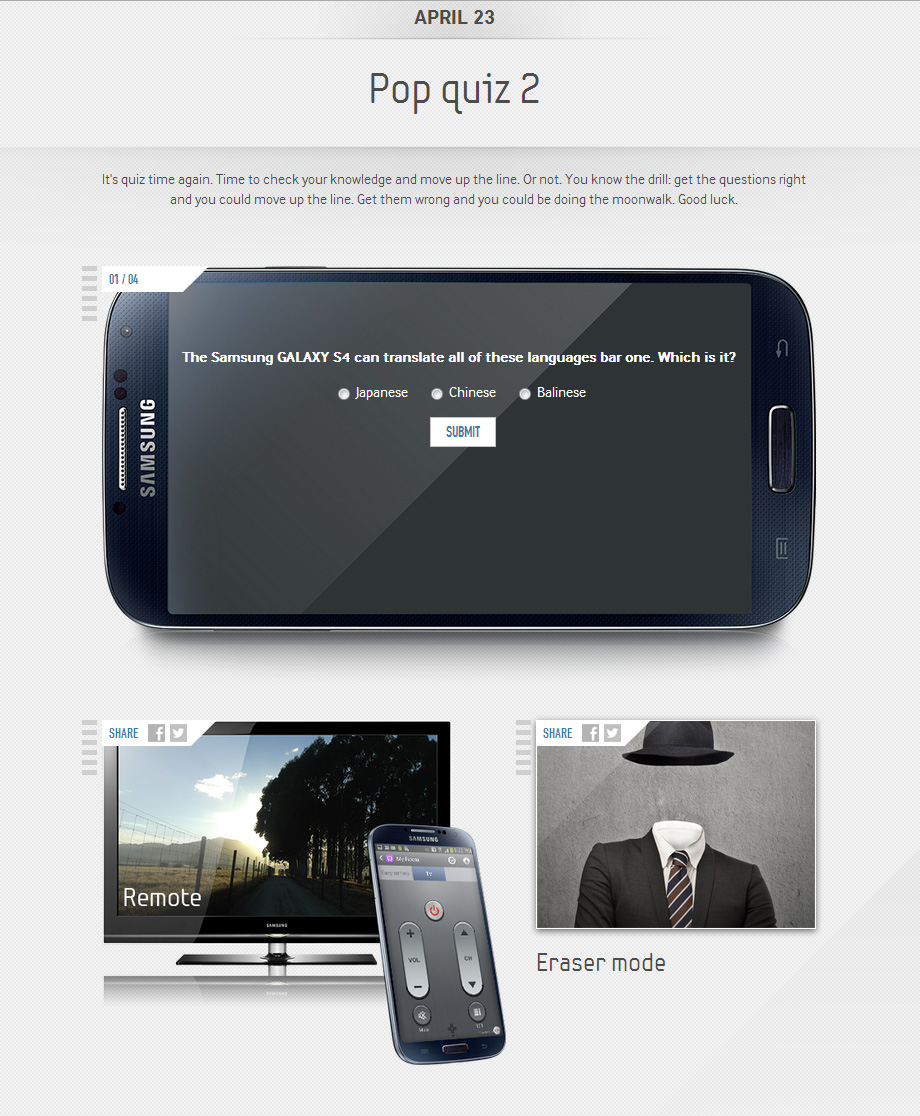 APRIL 23
Pop quiz 2
It's quiz time again. Time to check your knowledge and move up the line. Or not. You know the drill: get the questions right
and you could move up the line. Get them wrong and you could be doing the moonwalk. Good luck.
01 / 04
The Samsung GALAXY S4 can translate all of these languages bar one. Which is it?
Japanese Chinese Balinese
SUBMIT
SAMSUNG
SHARE
Remote
SAMSUNG
SAMSUNG
My Room
TV
VOL
CH
SHARE
Eraser mode